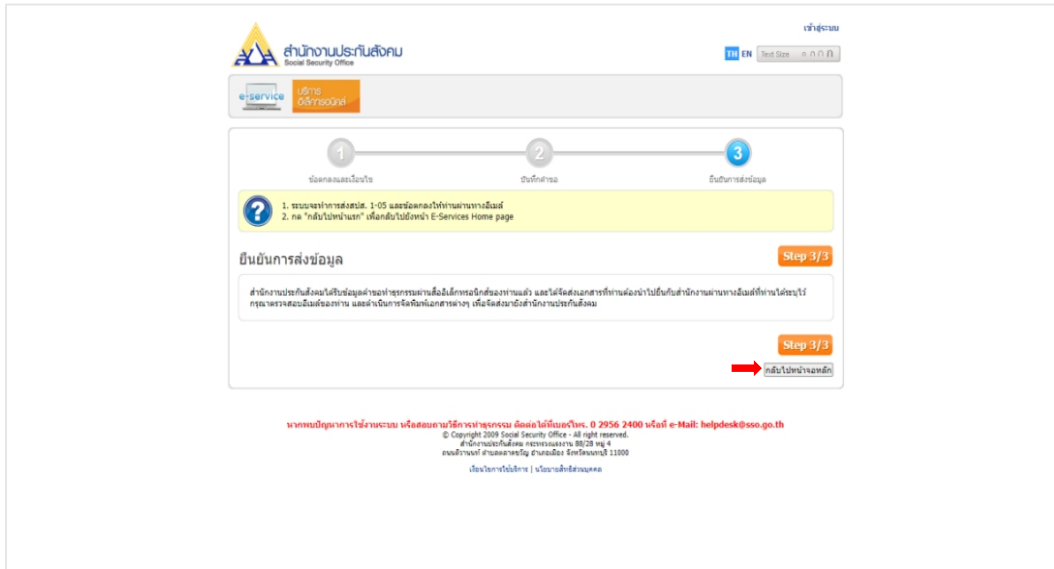 เข้าสู่ระบบ
สำนักงานประกันสังคม
Social Security Office
TH EN Text Size ก ก ก ก
e-service
บริการ
อิเล็กทรอนิกส์
1
2
3
ข้อตกลงและเงื่อนไข
บันทึกคำขอ
ยืนยันการส่งข้อมูล
1. ระบบจะทำการส่งสปส. 1-05 และข้อตกลงให้ท่านผ่านทางอีเมล์
2. กด "กลับไปหน้าแรก" เพื่อกลับไปยังหน้า E-Services Home page
ยืนยันการส่งข้อมูล
Step 3/3
สำนักงานประกันสังคมได้รับข้อมูลคำขอทำธุรกรรมผ่านสื่ออิเล็กทรอนิกส์ของท่านแล้ว และได้จัดส่งเอกสารที่ท่านต้องนำไปยื่นกับสำนักงานผ่านทางอีเมล์ที่ท่านได้ระบุไว้
กรุณาตรวจสอบอีเมล์ของท่าน และดำเนินการจัดพิมพ์เอกสารต่างๆ เพื่อจัดส่งมายังสำนักงานประกันสังคม
Step 3/3
กลับไปหน้าจอหลัก
หากพบปัญหาการใช้งานระบบ หรือสอบถามวิธีการทำธุรกรรม ติดต่อได้ที่เบอร์โทร. 0 2956 2400 หรือที่ e-Mail: helpdesk@sso.go.th
© Copyright 2009 Social Security Office - All right reserved.
สำนักงานประกันสังคม กระทรวงแรงงาน 88/28 หมู่ 4
ถนนติวานนท์ ตำบลตลาดขวัญ อำเภอเมือง จังหวัดนนทบุรี 11000
เงื่อนไขการใช้บริการ | นโยบายสิทธิส่วนบุคคล